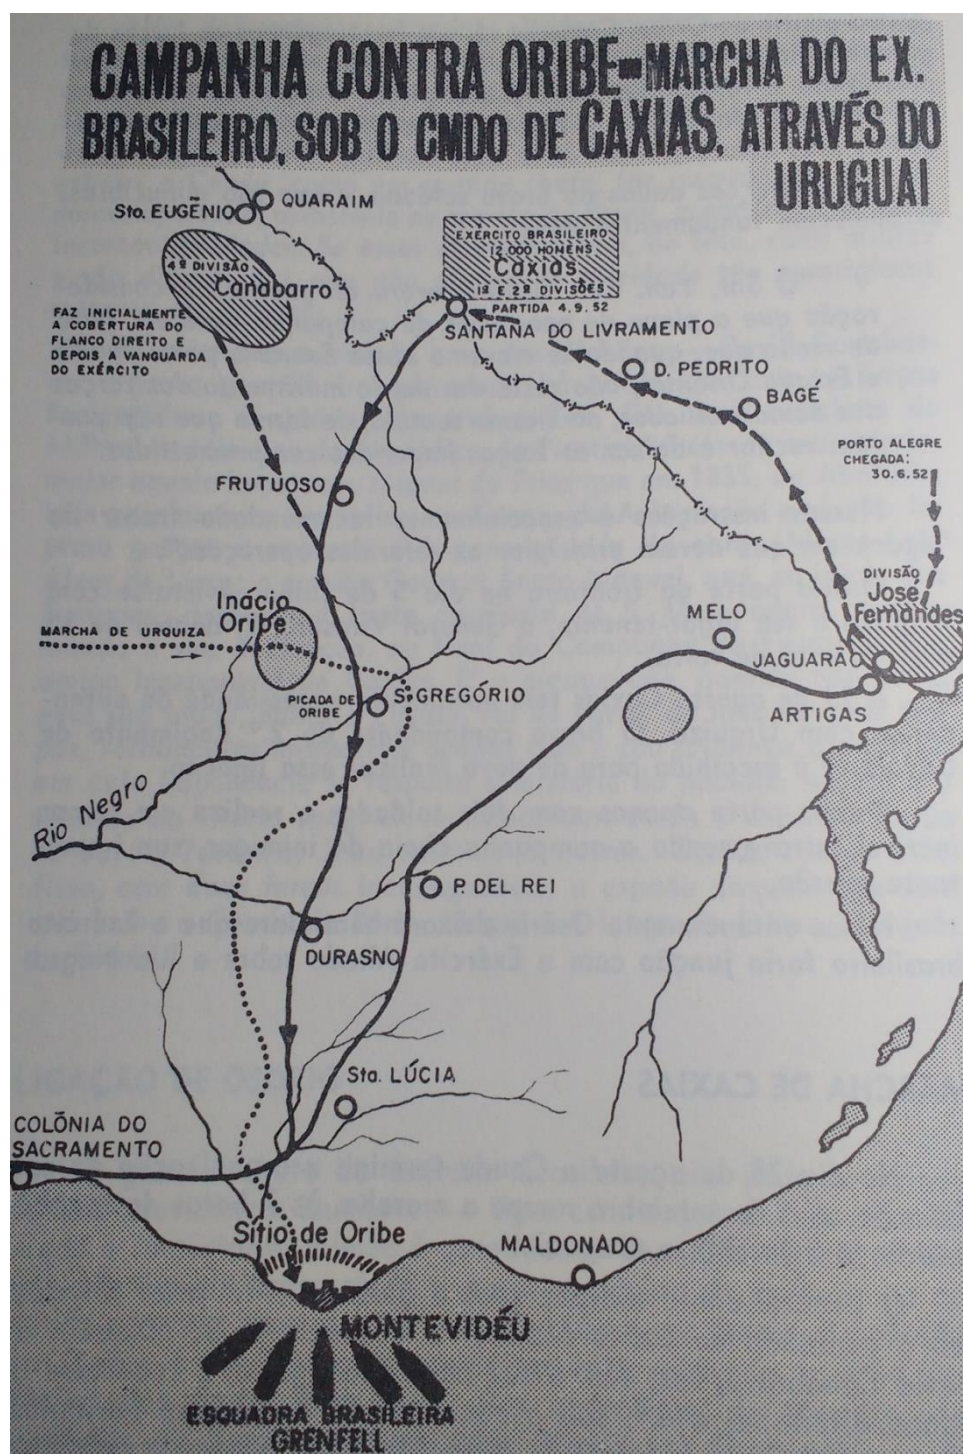 CAMPANHA CONTRA ORIBE=MARCHA DO EX.
BRASILEIRO, SOB O CMDO DE CAXIAS, ATRAVÉS DO
URUGUAI
QUARAIM
Sto. EUGÊNIO
4ª DIVISÃO
Canabarro
FAZ INICIALMENTE
A COBERTURA DO
FLANCO DIREITO E
DEPOIS A VANGUARDA
DO EXÉRCITO
EXÉRCITO BRASILEIRO
12.000 HOMENS
Caxias
1ª E 2ª DIVISÕES
PARTIDA 4.9.52
SANTANA DO LIVRAMENTO
D. PEDRITO
BAGÉ
PORTO ALEGRE
CHEGADA:
30.6.52
FRUTUOSO
DIVISÃO
José
Fernandes
Inácio
Oribe
MARCHA DE URQUIZA
MELO
JAGUARÃO
ARTIGAS
PICADA DE
ORIBE
S. GREGÓRIO
Rio Negro
P. DEL REI
DURASNO
Sta. LÚCIA
COLÔNIA DO
SACRAMENTO
Sítio de Oribe
MALDONADO
MONTEVIDÉU
ESQUADRA BRASILEIRA
GRENFELL